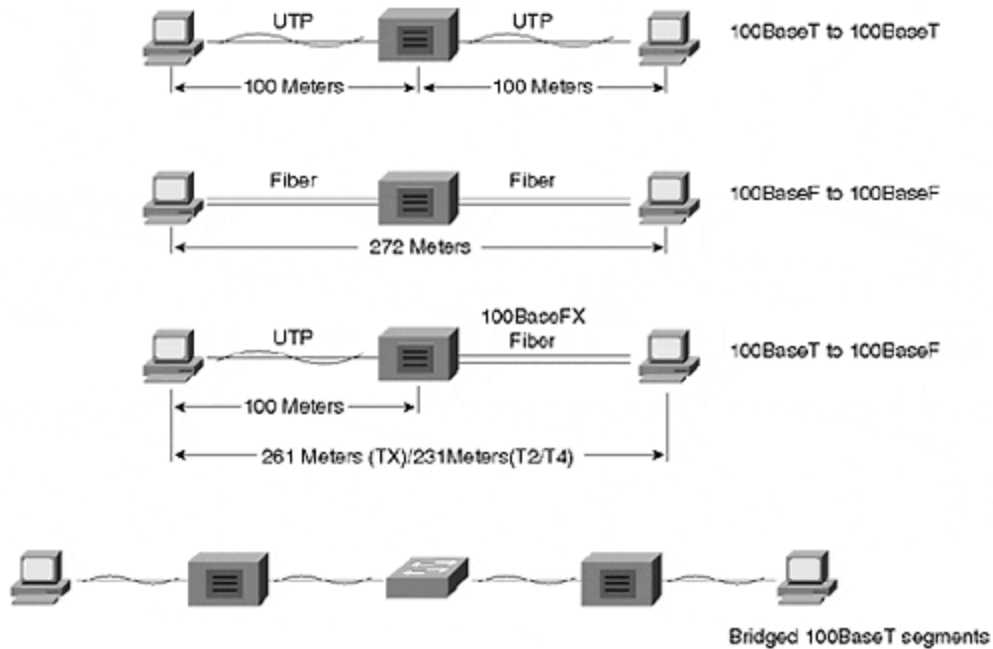 UTP UTP 100BaseT to 100BaseT
100 Meters 100 Meters
Fiber Fiber 100BaseF to 100BaseF
272 Meters
100BaseFX
UTP Fiber 100BaseT to 100BaseF
100 Meters
261 Meters (TX)/231Meters(T2/T4)
Bridged 100BaseT segments